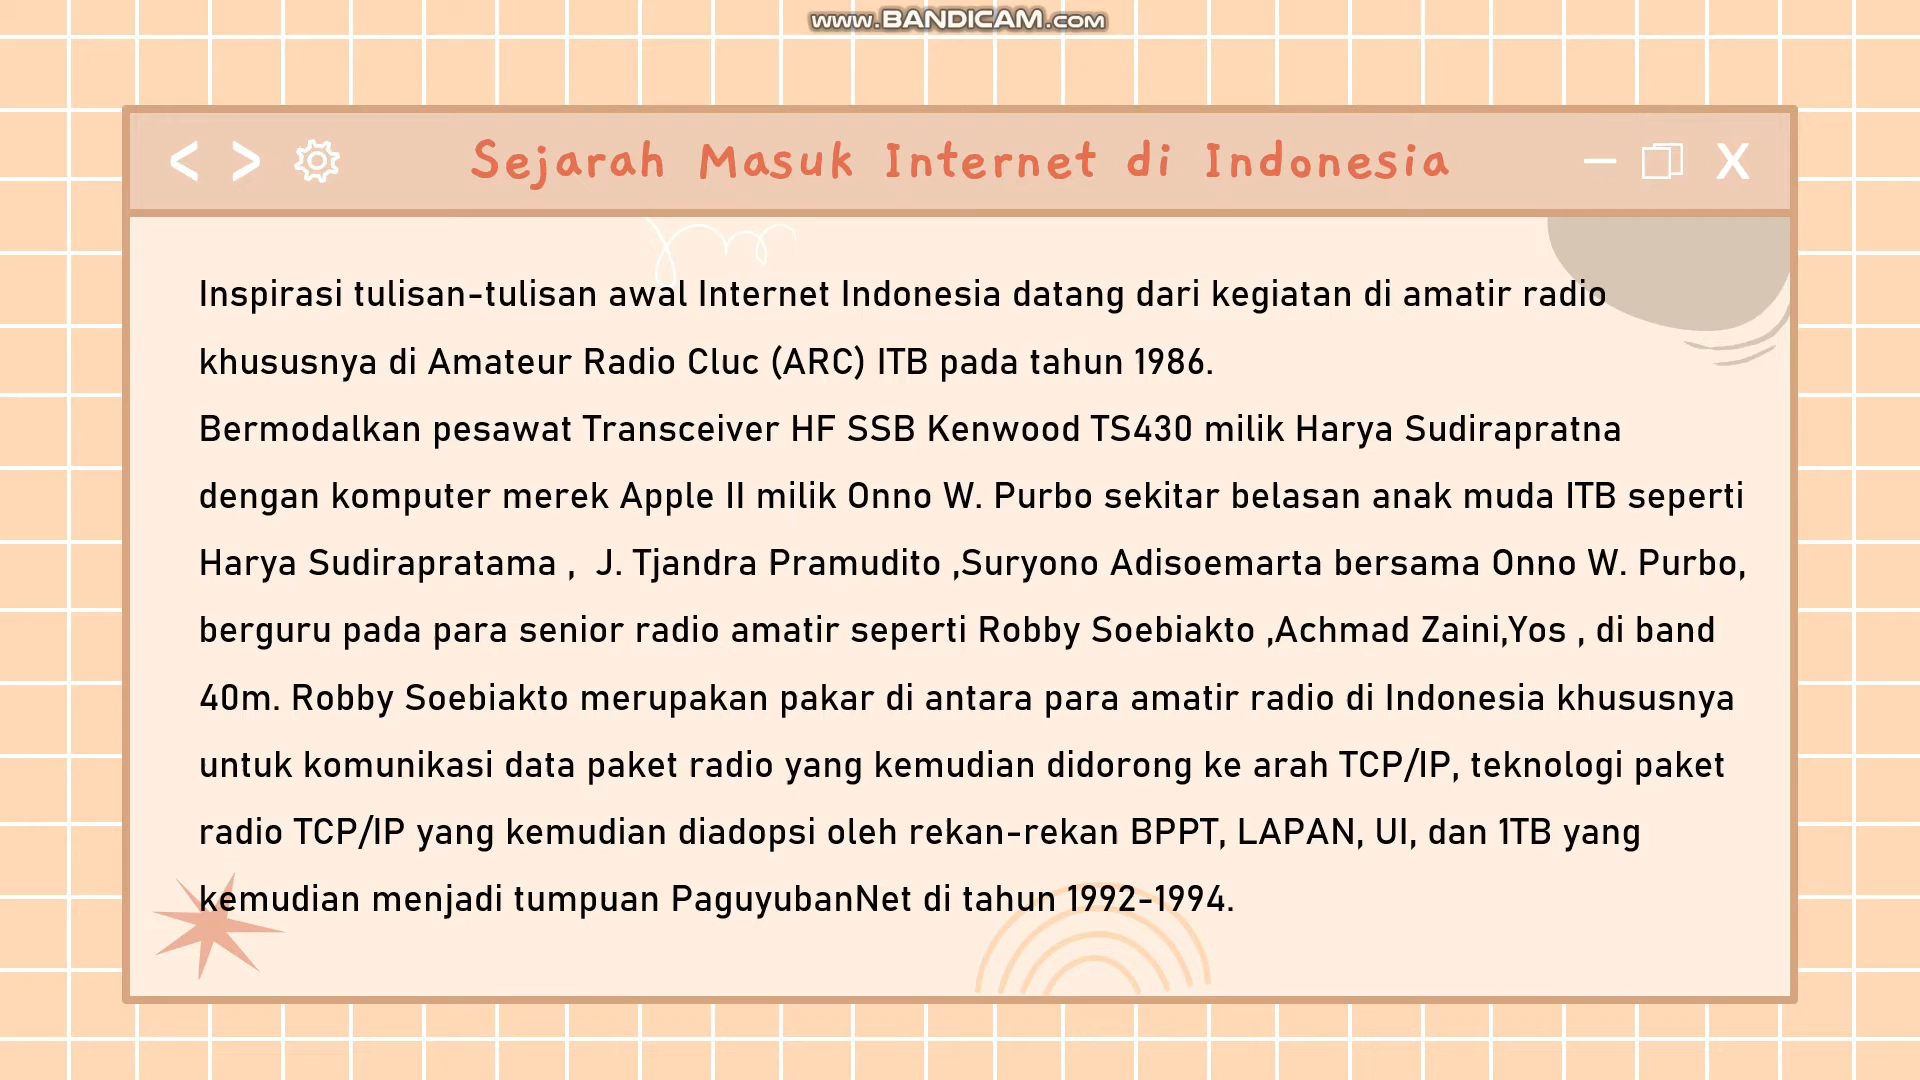 www.BANDICAM.com
Sejarah Masuk Internet di Indonesia
Inspirasi tulisan-tulisan awal Internet Indonesia datang dari kegiatan di amatir radio
khususnya di Amateur Radio Cluc (ARC) ITB pada tahun 1986.
Bermodalkan pesawat Transceiver HF SSB Kenwood TS430 milik Harya Sudirapratna
dengan komputer merek Apple II milik Onno W. Purbo sekitar belasan anak muda ITB seperti
Harya Sudirapratama ,  J. Tjandra Pramudito ,Suryono Adisoemarta bersama Onno W. Purbo,
berguru pada para senior radio amatir seperti Robby Soebiakto ,Achmad Zaini,Yos , di band
40m. Robby Soebiakto merupakan pakar di antara para amatir radio di Indonesia khususnya
untuk komunikasi data paket radio yang kemudian didorong ke arah TCP/IP, teknologi paket
radio TCP/IP yang kemudian diadopsi oleh rekan-rekan BPPT, LAPAN, UI, dan 1TB yang
kemudian menjadi tumpuan PaguyubanNet di tahun 1992-1994.